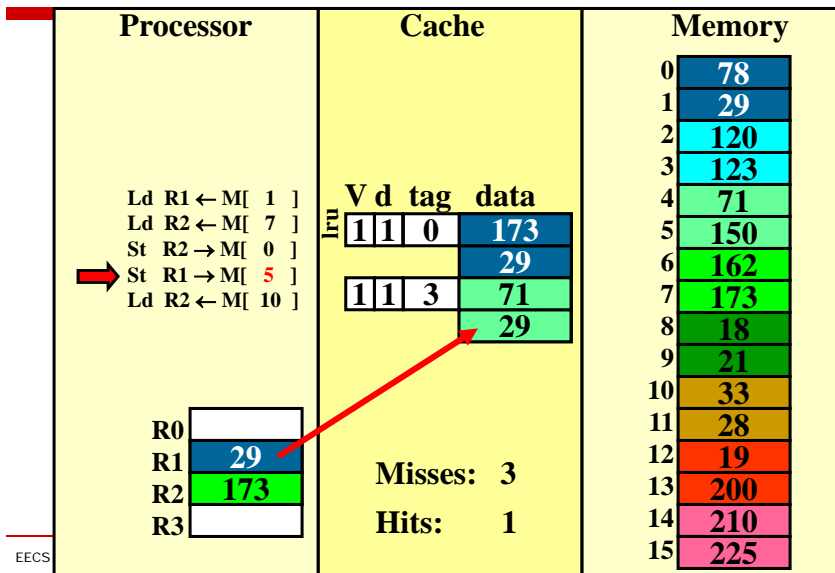 Processor
Cache
Memory
Ld R1 ← M[ 1 ]
Ld R2 ← M[ 7 ]
St R2 → M[ 0 ]
St R1 → M[ 5 ]
Ld R2 ← M[ 10 ]
V d tag data
lru
1 1 0 173
29
1 1 3 71
29
R0
R1 29
R2 173
R3
Misses: 3
Hits: 1
0 78
1 29
2 120
3 123
4 71
5 150
6 162
7 173
8 18
9 21
10 33
11 28
12 19
13 200
14 210
15 225
EECS